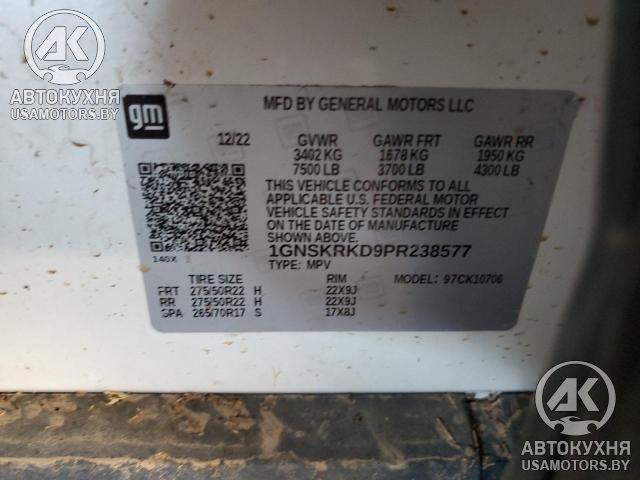 AK
АВТОКУХНЯ
USAMOTORS.BY
gm
MFD BY GENERAL MOTORS LLC
12/22 GVWR GAWR FRT GAWR RR
3402 KG 1678 KG 1950 KG
7500 LB 3700 LB 4300 LB
THIS VEHICLE CONFORMS TO ALL
APPLICABLE U.S. FEDERAL MOTOR
VEHICLE SAFETY STANDARDS IN EFFECT
ON THE DATE OF MANUFACTURE
SHOWN ABOVE.
140X 1GNSKRKD9PR238577
TYPE: MPV MODEL: 97CK10706
TIRE SIZE RIM
FRT 275/50R22 H 22X9J
RR 275/50R22 H 22X9J
SPA 265/70R17 S 17X8J
AK
АВТОКУХНЯ
USAMOTORS.BY